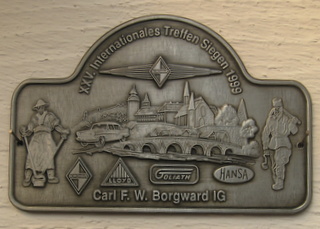 XXV. Internationales Treffen Siegen 1999
LLOYD
GOLIATH
HANSA
Carl F. W. Borgward IG